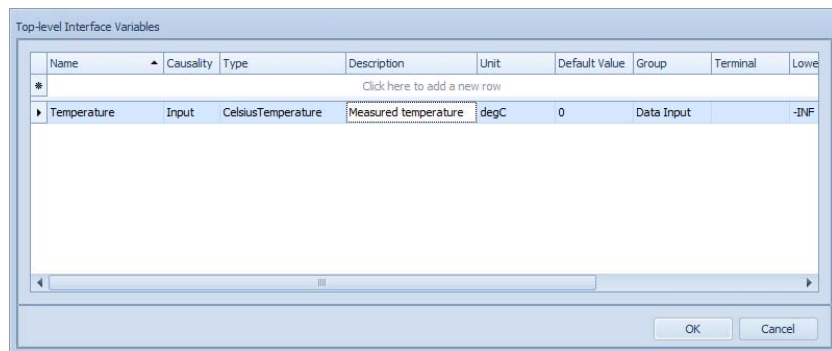 Top-level Interface Variables
Name Causality Type Description Unit Default Value Group Terminal Lowe
Click here to add a new row
Temperature Input CelsiusTemperature Measured temperature degC 0 Data Input -INF
OK Cancel